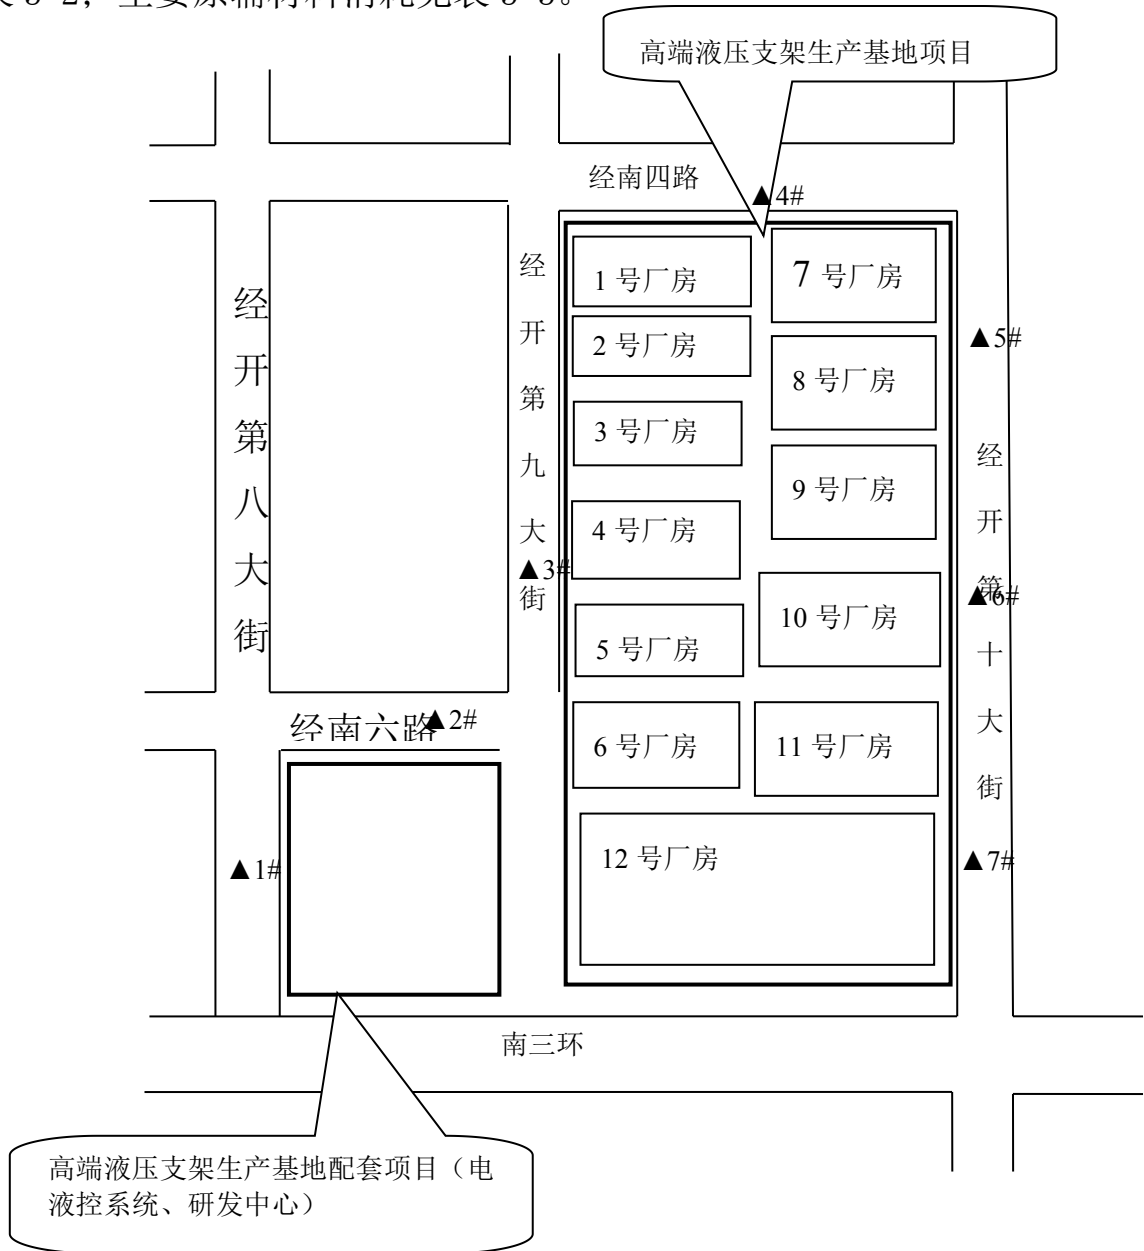 主要原辅材料消耗见表 3-3。
高端液压支架生产基地项目
经南四路
▲4#
经开第八大街
经开第九大街
1 号厂房
7 号厂房
2 号厂房
▲5#
8 号厂房
3 号厂房
经开第十大街
9 号厂房
4 号厂房
▲3#
▲6#
10 号厂房
5 号厂房
经南六路
▲2#
6 号厂房
11 号厂房
12 号厂房
▲1#
▲7#
南三环
高端液压支架生产基地配套项目（电
液控系统、研发中心）